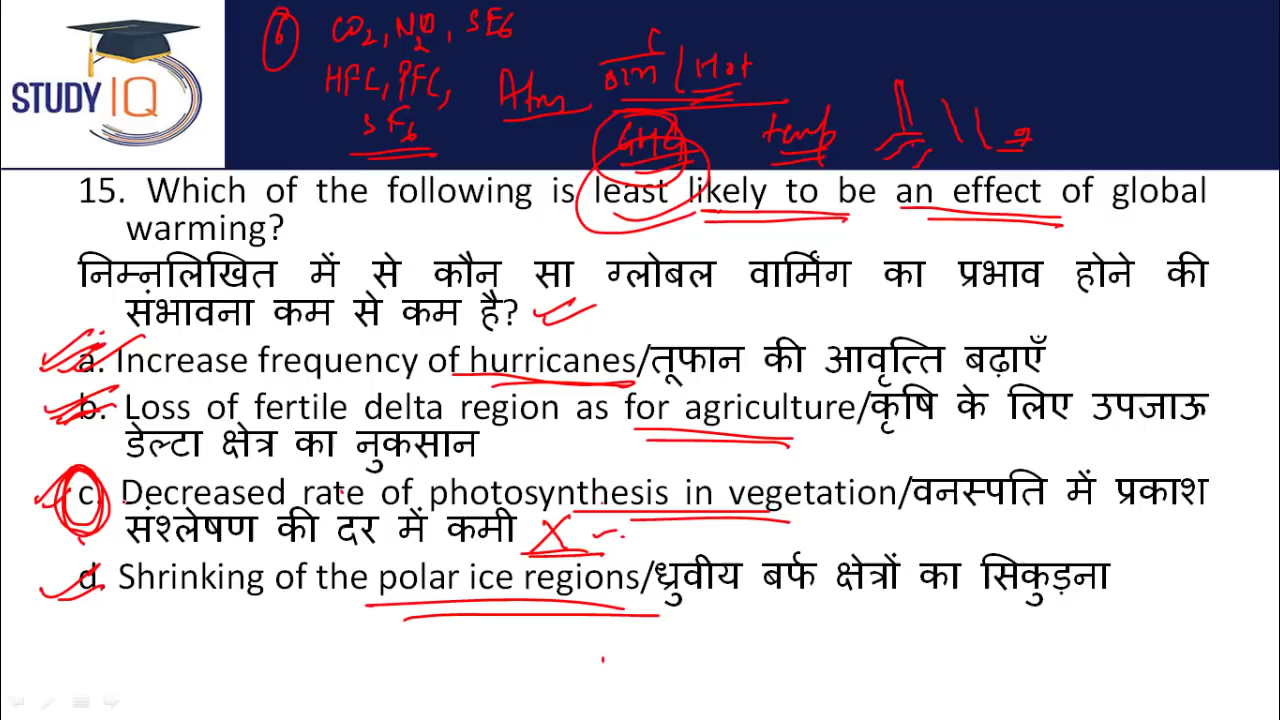 STUDY IQ
6 CO2, N2O, SF6
HFC, PFC,
SF6
Atm
Hot
GHG temp
15. Which of the following is least likely to be an effect of global
warming?
निम्नलिखित में से कौन सा ग्लोबल वार्मिंग का प्रभाव होने की
संभावना कम से कम है?
a. Increase frequency of hurricanes/तूफान की आवृत्ति बढ़ाएँ
b. Loss of fertile delta region as for agriculture/कृषि के लिए उपजाऊ
डेल्टा क्षेत्र का नुकसान
c. Decreased rate of photosynthesis in vegetation/वनस्पति में प्रकाश
संश्लेषण की दर में कमी
d. Shrinking of the polar ice regions/ध्रुवीय बर्फ क्षेत्रों का सिकुड़ना